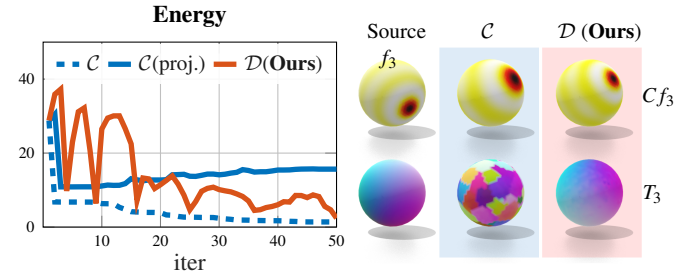 Energy
𝒞 𝒞(proj.) 𝒟(Ours)
40
20
0
10 20 30 40 50
iter
Source 𝒞 𝒟 (Ours)
f₃
Cf₃
T₃